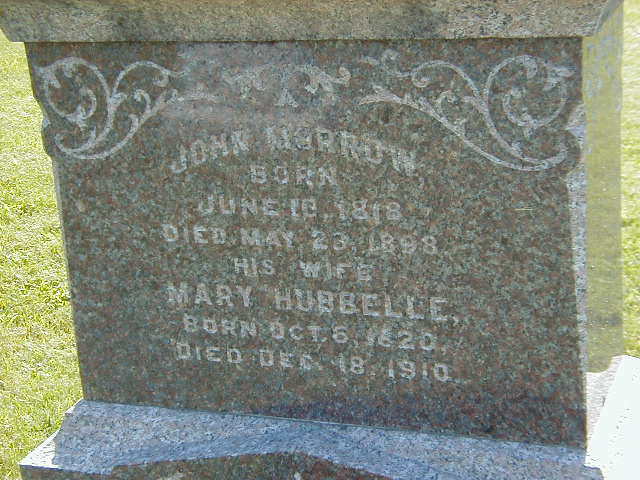 JOHN MORROW.
BORN
JUNE 10, 1818.
DIED MAY 23, 1898.
HIS WIFE
MARY HUBBELLE,
BORN OCT. 6, 1820,
DIED DEC. 18, 1910.